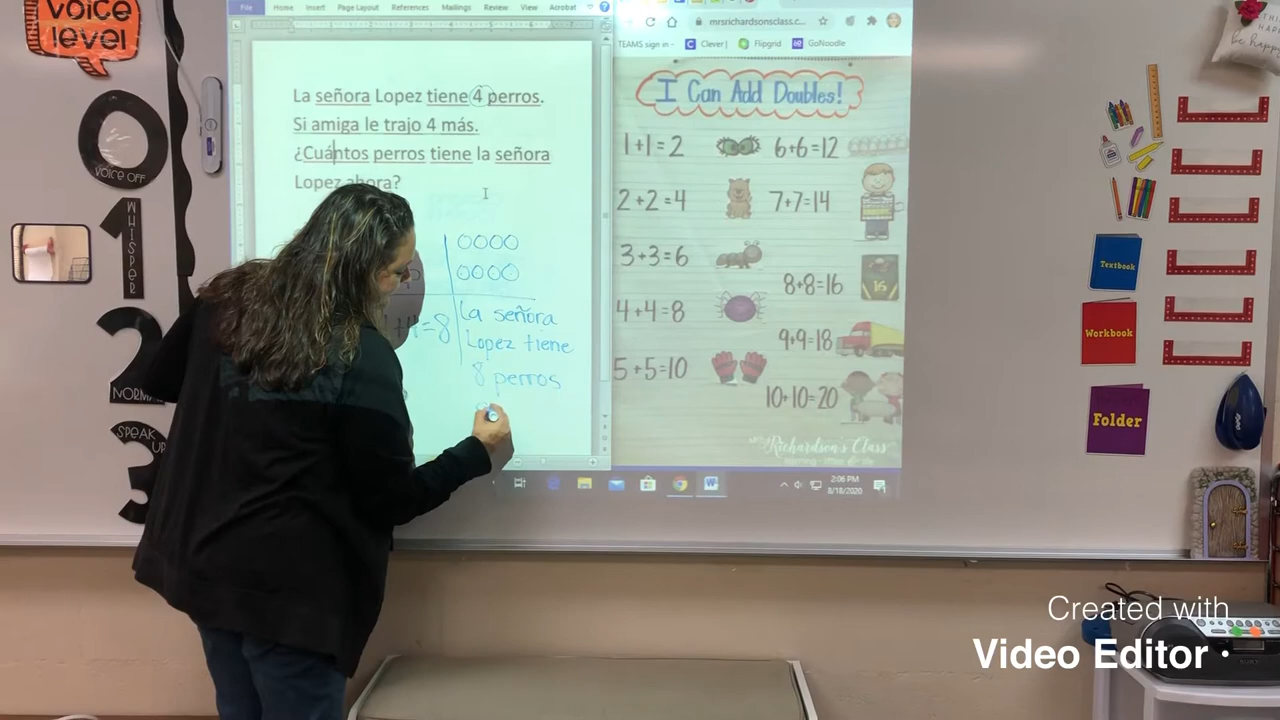 VOICE
level
0
VOICE OFF
1
WHISPER
2
NORMAL
SPEAK
UP
3
File
Home
Insert
Page Layout
References
Mailings
Review
View
Acrobat
La señora Lopez tiene 4 perros.
Si amiga le trajo 4 más.
¿Cuántos perros tiene la señora
Lopez ahora?
=8
La señora
Lopez tiene
8 perros
mrsrichardsonsclass.c...
TEAMS sign in -
Clever |
Flipgrid
GoNoodle
I Can Add Doubles!
1+1=2
6+6=12
2+2=4
7+7=14
3+3=6
8+8=16
16
4+4=8
9+9=18
5+5=10
10+10=20
Richardson's Class
2:06 PM
8/18/2020
be happy
Textbook
Workbook
Folder
Created with
Video Editor